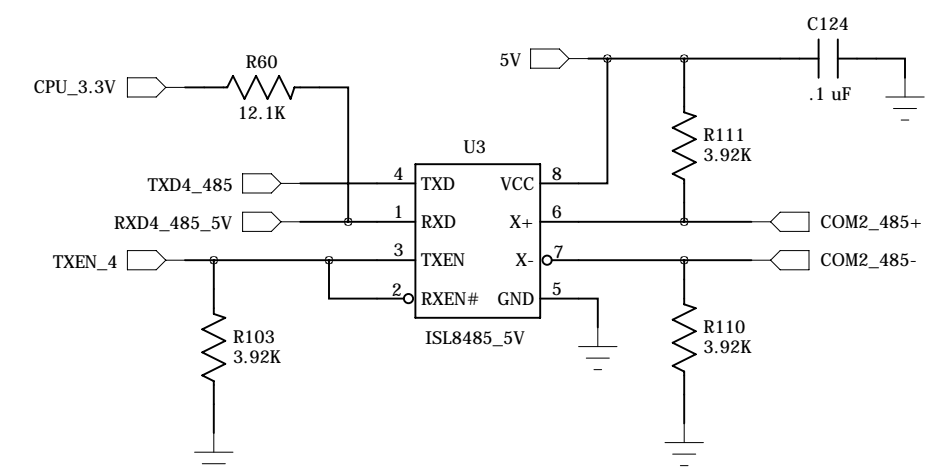 C124
5V
.1 uF
R60
CPU_3.3V
12.1K
R111
3.92K
U3
TXD4_485
4
TXD
VCC
8
RXD4_485_5V
1
RXD
X+
6
COM2_485+
TXEN_4
3
TXEN
X-
7
COM2_485-
2
RXEN#
GND
5
ISL8485_5V
R103
3.92K
R110
3.92K